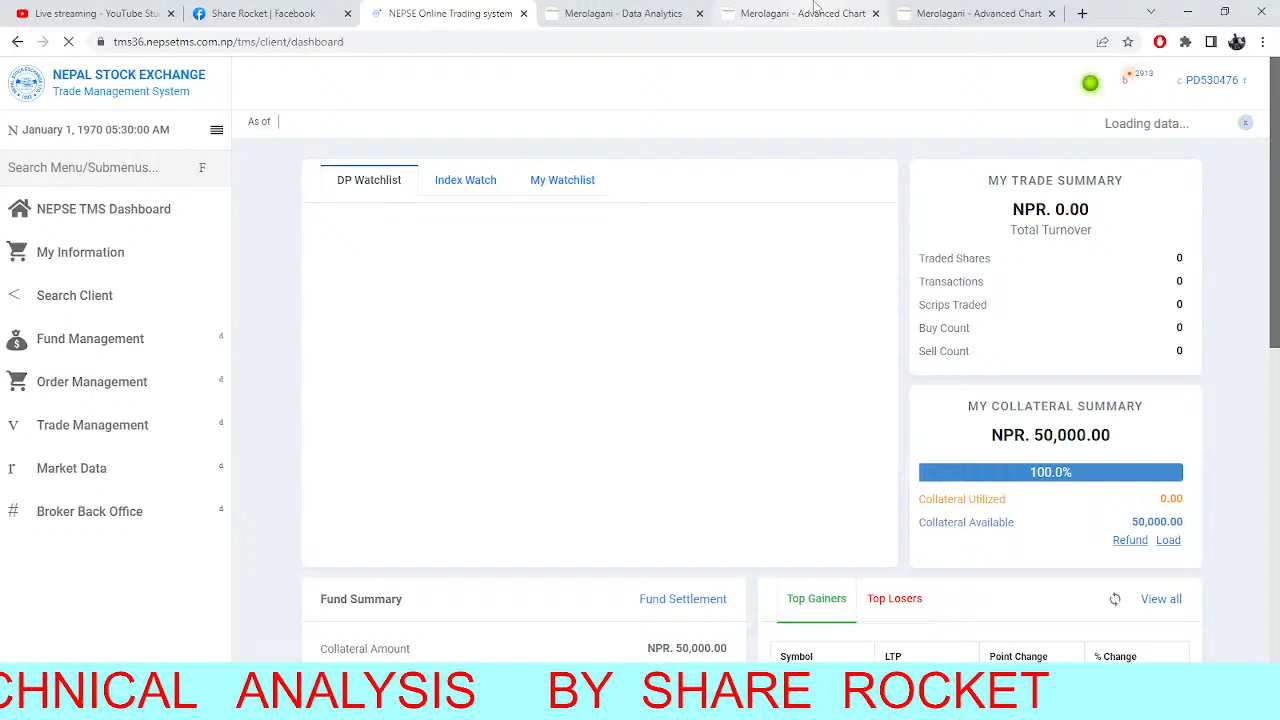 Live streaming - YouTube Stu
Share Rocket | Facebook
NEPSE Online Trading system
Merolagani - Data Analytics
Merolagani - Advanced Chart
Merolagani - Advanced Chart
tms36.nepsetms.com.np/tms/client/dashboard
NEPAL STOCK EXCHANGE
Trade Management System
2913
PD530476
N January 1, 1970 05:30:00 AM
As of
Loading data...
Search Menu/Submenus... F
NEPSE TMS Dashboard
My Information
< Search Client
Fund Management d
Order Management d
v Trade Management d
r Market Data d
# Broker Back Office d
DP Watchlist Index Watch My Watchlist
MY TRADE SUMMARY
NPR. 0.00
Total Turnover
Traded Shares 0
Transactions 0
Scrips Traded 0
Buy Count 0
Sell Count 0
MY COLLATERAL SUMMARY
NPR. 50,000.00
100.0%
Collateral Utilized 0.00
Collateral Available 50,000.00
Refund Load
Fund Summary Fund Settlement
Collateral Amount NPR. 50,000.00
Top Gainers Top Losers View all
Symbol LTP Point Change % Change
CHNICAL ANALYSIS BY SHARE ROCKET